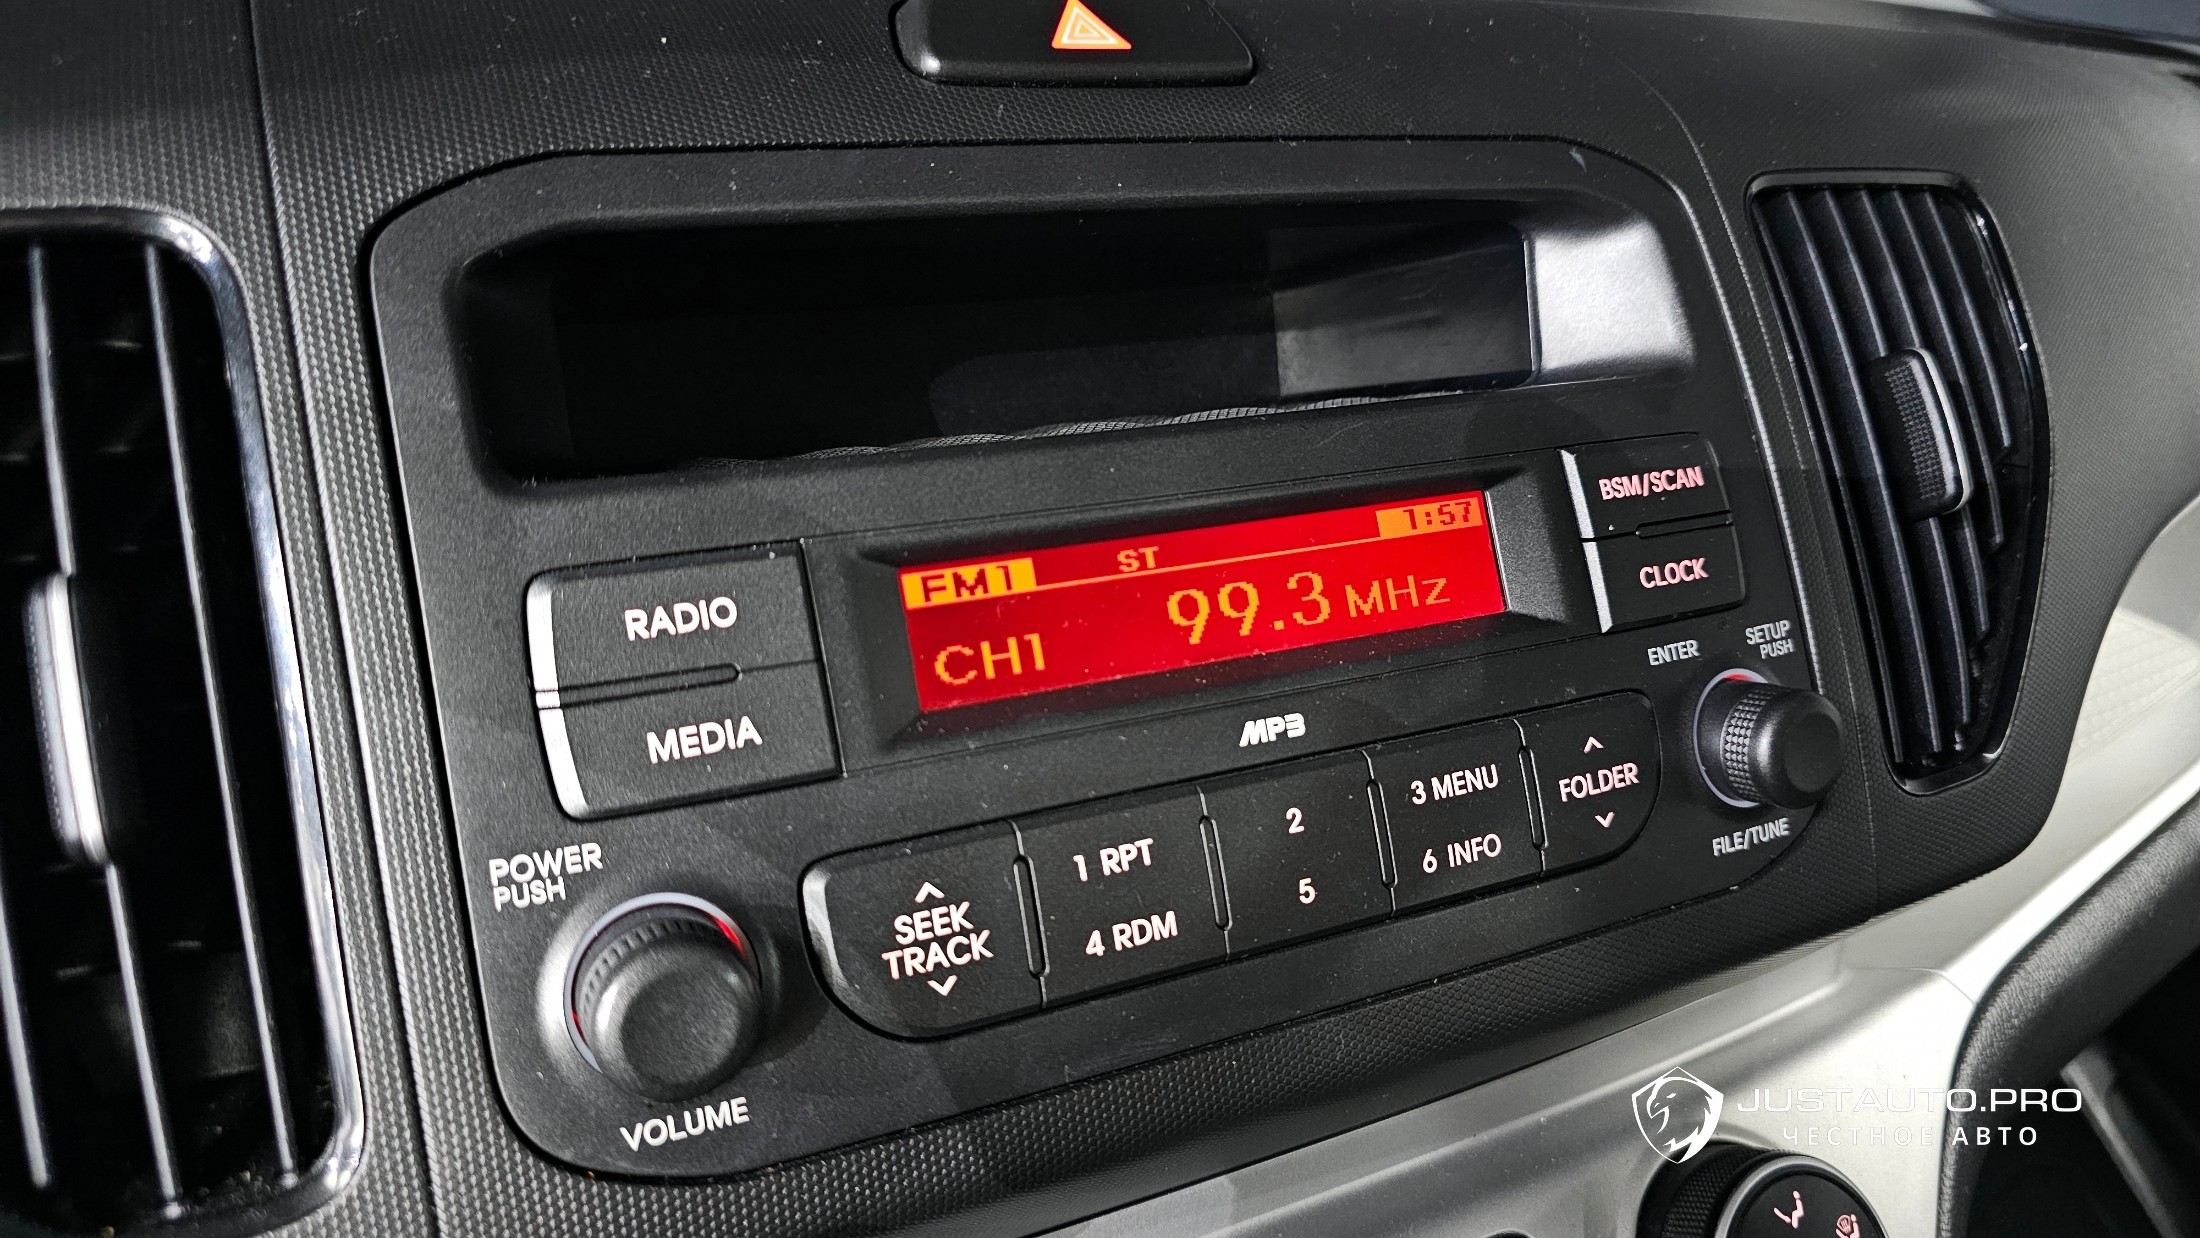 BSM/SCAN
FM1 ST 1:57
RADIO
CH1 99.3 MHz
CLOCK
SETUP
PUSH
ENTER
MEDIA
MP3
3 MENU
FOLDER
FILE/TUNE
2
6 INFO
1 RPT
5
POWER
PUSH
SEEK
TRACK
4 RDM
VOLUME
JUSTAUTO.PRO
ЧЕСТНОЕ АВТО